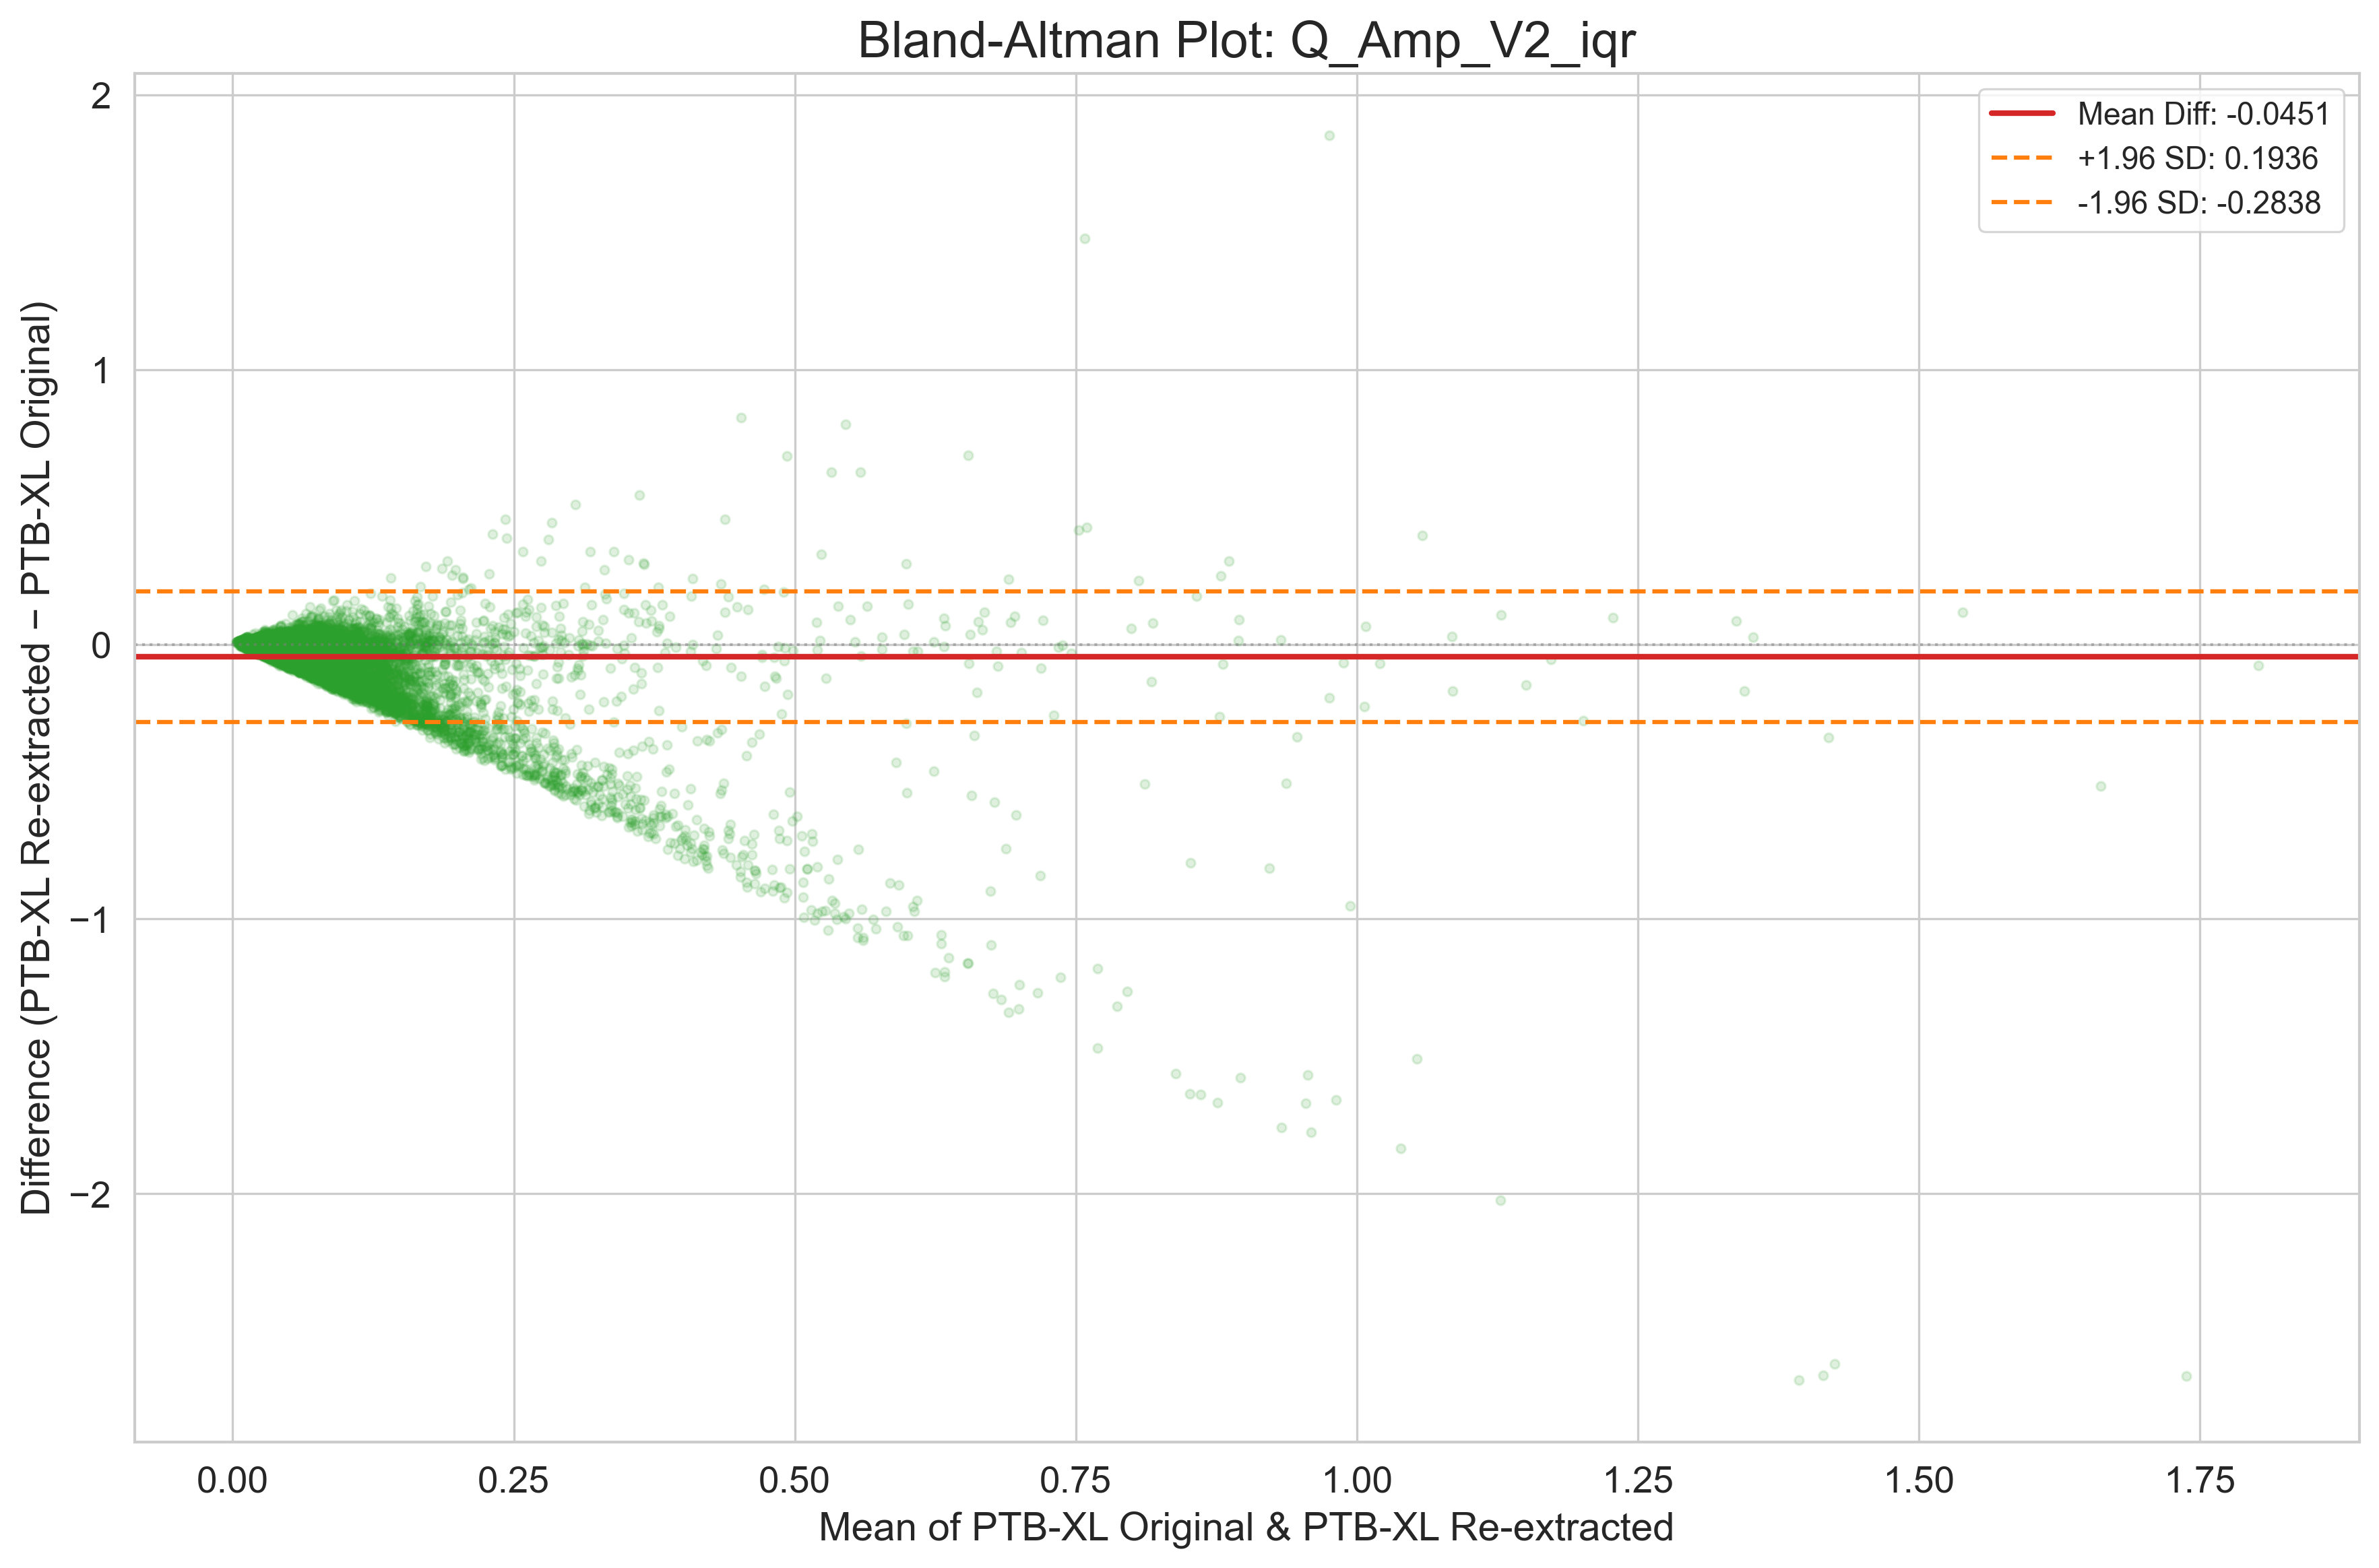 Bland-Altman Plot: Q_Amp_V2_iqr
Mean Diff: -0.0451
+1.96 SD: 0.1936
-1.96 SD: -0.2838
Difference (PTB-XL Re-extracted − PTB-XL Original)
2
1
0
−1
−2
0.00
0.25
0.50
0.75
1.00
1.25
1.50
1.75
Mean of PTB-XL Original & PTB-XL Re-extracted